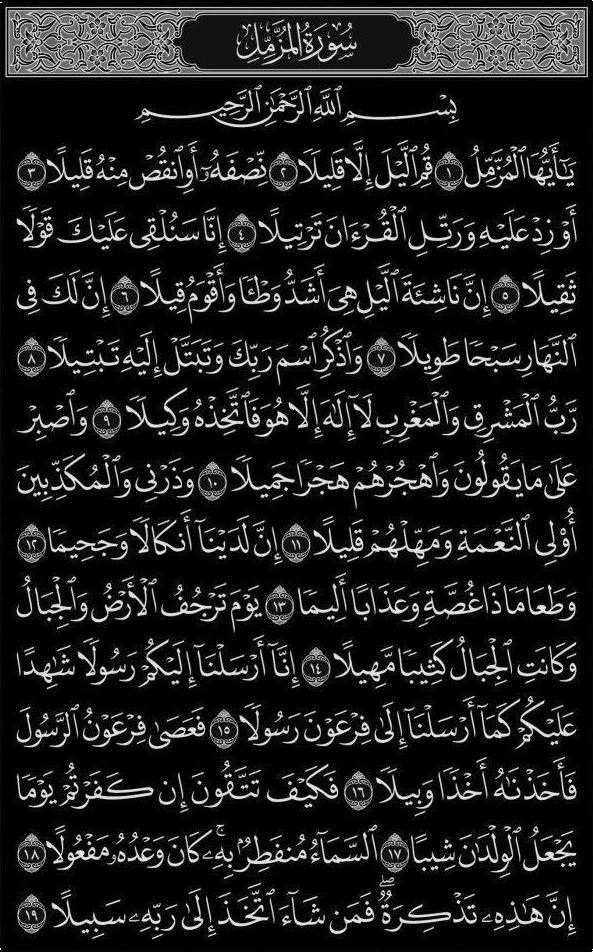 سُورَةُ المُزَّمِّلِ
بِسْمِ ٱللَّهِ ٱلرَّحْمَٰنِ ٱلرَّحِيمِ
يَٰٓأَيُّهَا ٱلْمُزَّمِّلُ ١ قُمِ ٱلَّيْلَ إِلَّا قَلِيلًا ٢ نِّصْفَهُۥٓ أَوِ ٱنقُصْ مِنْهُ قَلِيلًا ٣
أَوْ زِدْ عَلَيْهِ وَرَتِّلِ ٱلْقُرْءَانَ تَرْتِيلًا ٤ إِنَّا سَنُلْقِى عَلَيْكَ قَوْلًا
ثَقِيلًا ٥ إِنَّ نَاشِئَةَ ٱلَّيْلِ هِىَ أَشَدُّ وَطْـًٔا وَأَقْوَمُ قِيلًا ٦ إِنَّ لَكَ فِى
ٱلنَّهَارِ سَبْحًا طَوِيلًا ٧ وَٱذْكُرِ ٱسْمَ رَبِّكَ وَتَبَتَّلْ إِلَيْهِ تَبْتِيلًا ٨
رَّبُّ ٱلْمَشْرِقِ وَٱلْمَغْرِبِ لَآ إِلَٰهَ إِلَّا هُوَ فَٱتَّخِذْهُ وَكِيلًا ٩ وَٱصْبِرْ
عَلَىٰ مَا يَقُولُونَ وَٱهْجُرْهُمْ هَجْرًا جَمِيلًا ١٠ وَذَرْنِى وَٱلْمُكَذِّبِينَ
أُو۟لِى ٱلنَّعْمَةِ وَمَهِّلْهُمْ قَلِيلًا ١١ إِنَّ لَدَيْنَآ أَنكَالًا وَجَحِيمًا ١٢
وَطَعَامًا ذَا غُصَّةٍ وَعَذَابًا أَلِيمًا ١٣ يَوْمَ تَرْجُفُ ٱلْأَرْضُ وَٱلْجِبَالُ
وَكَانَتِ ٱلْجِبَالُ كَثِيبًا مَّهِيلًا ١٤ إِنَّآ أَرْسَلْنَآ إِلَيْكُمْ رَسُولًا شَٰهِدًا
عَلَيْكُمْ كَمَآ أَرْسَلْنَآ إِلَىٰ فِرْعَوْنَ رَسُولًا ١٥ فَعَصَىٰ فِرْعَوْنُ ٱلرَّسُولَ
فَأَخَذْنَٰهُ أَخْذًا وَبِيلًا ١٦ فَكَيْفَ تَتَّقُونَ إِن كَفَرْتُمْ يَوْمًا
يَجْعَلُ ٱلْوِلْدَٰنَ شِيبًا ١٧ ٱلسَّمَآءُ مُنفَطِرٌۢ بِهِۦ ۚ كَانَ وَعْدُهُۥ مَفْعُولًا ١٨
إِنَّ هَٰذِهِۦ تَذْكِرَةٌ ۖ فَمَن شَآءَ ٱتَّخَذَ إِلَىٰ رَبِّهِۦ سَبِيلًا ١٩